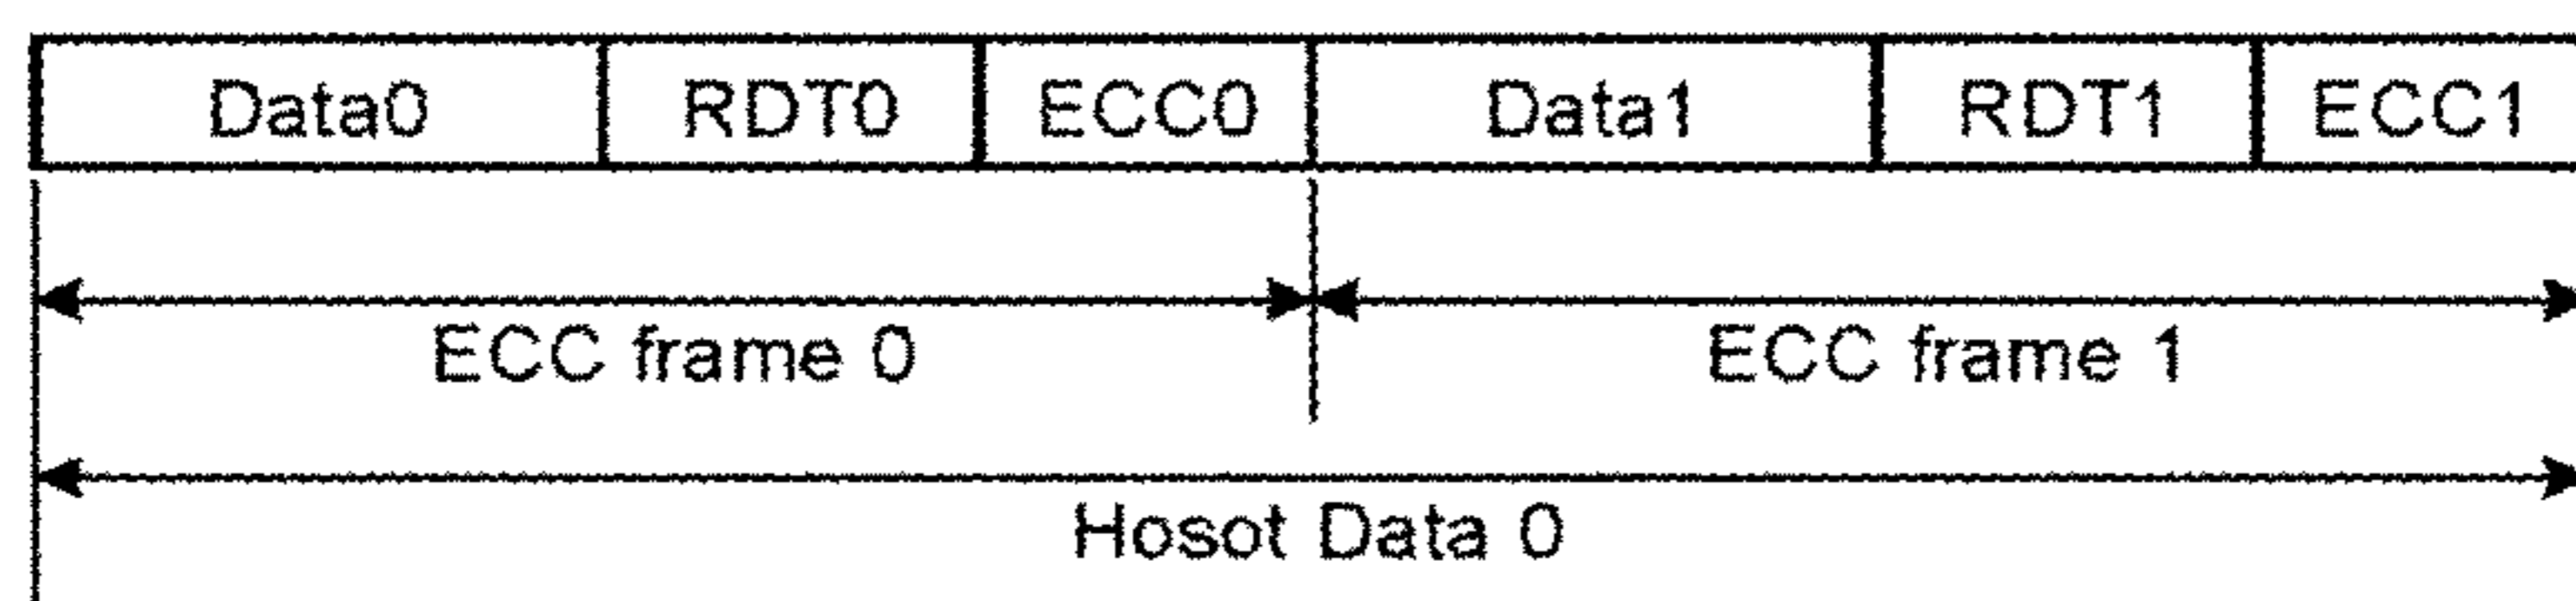 Data0 RDT0 ECC0 Data1 RDT1 ECC1
ECC frame 0 ECC frame 1
Hosot Data 0